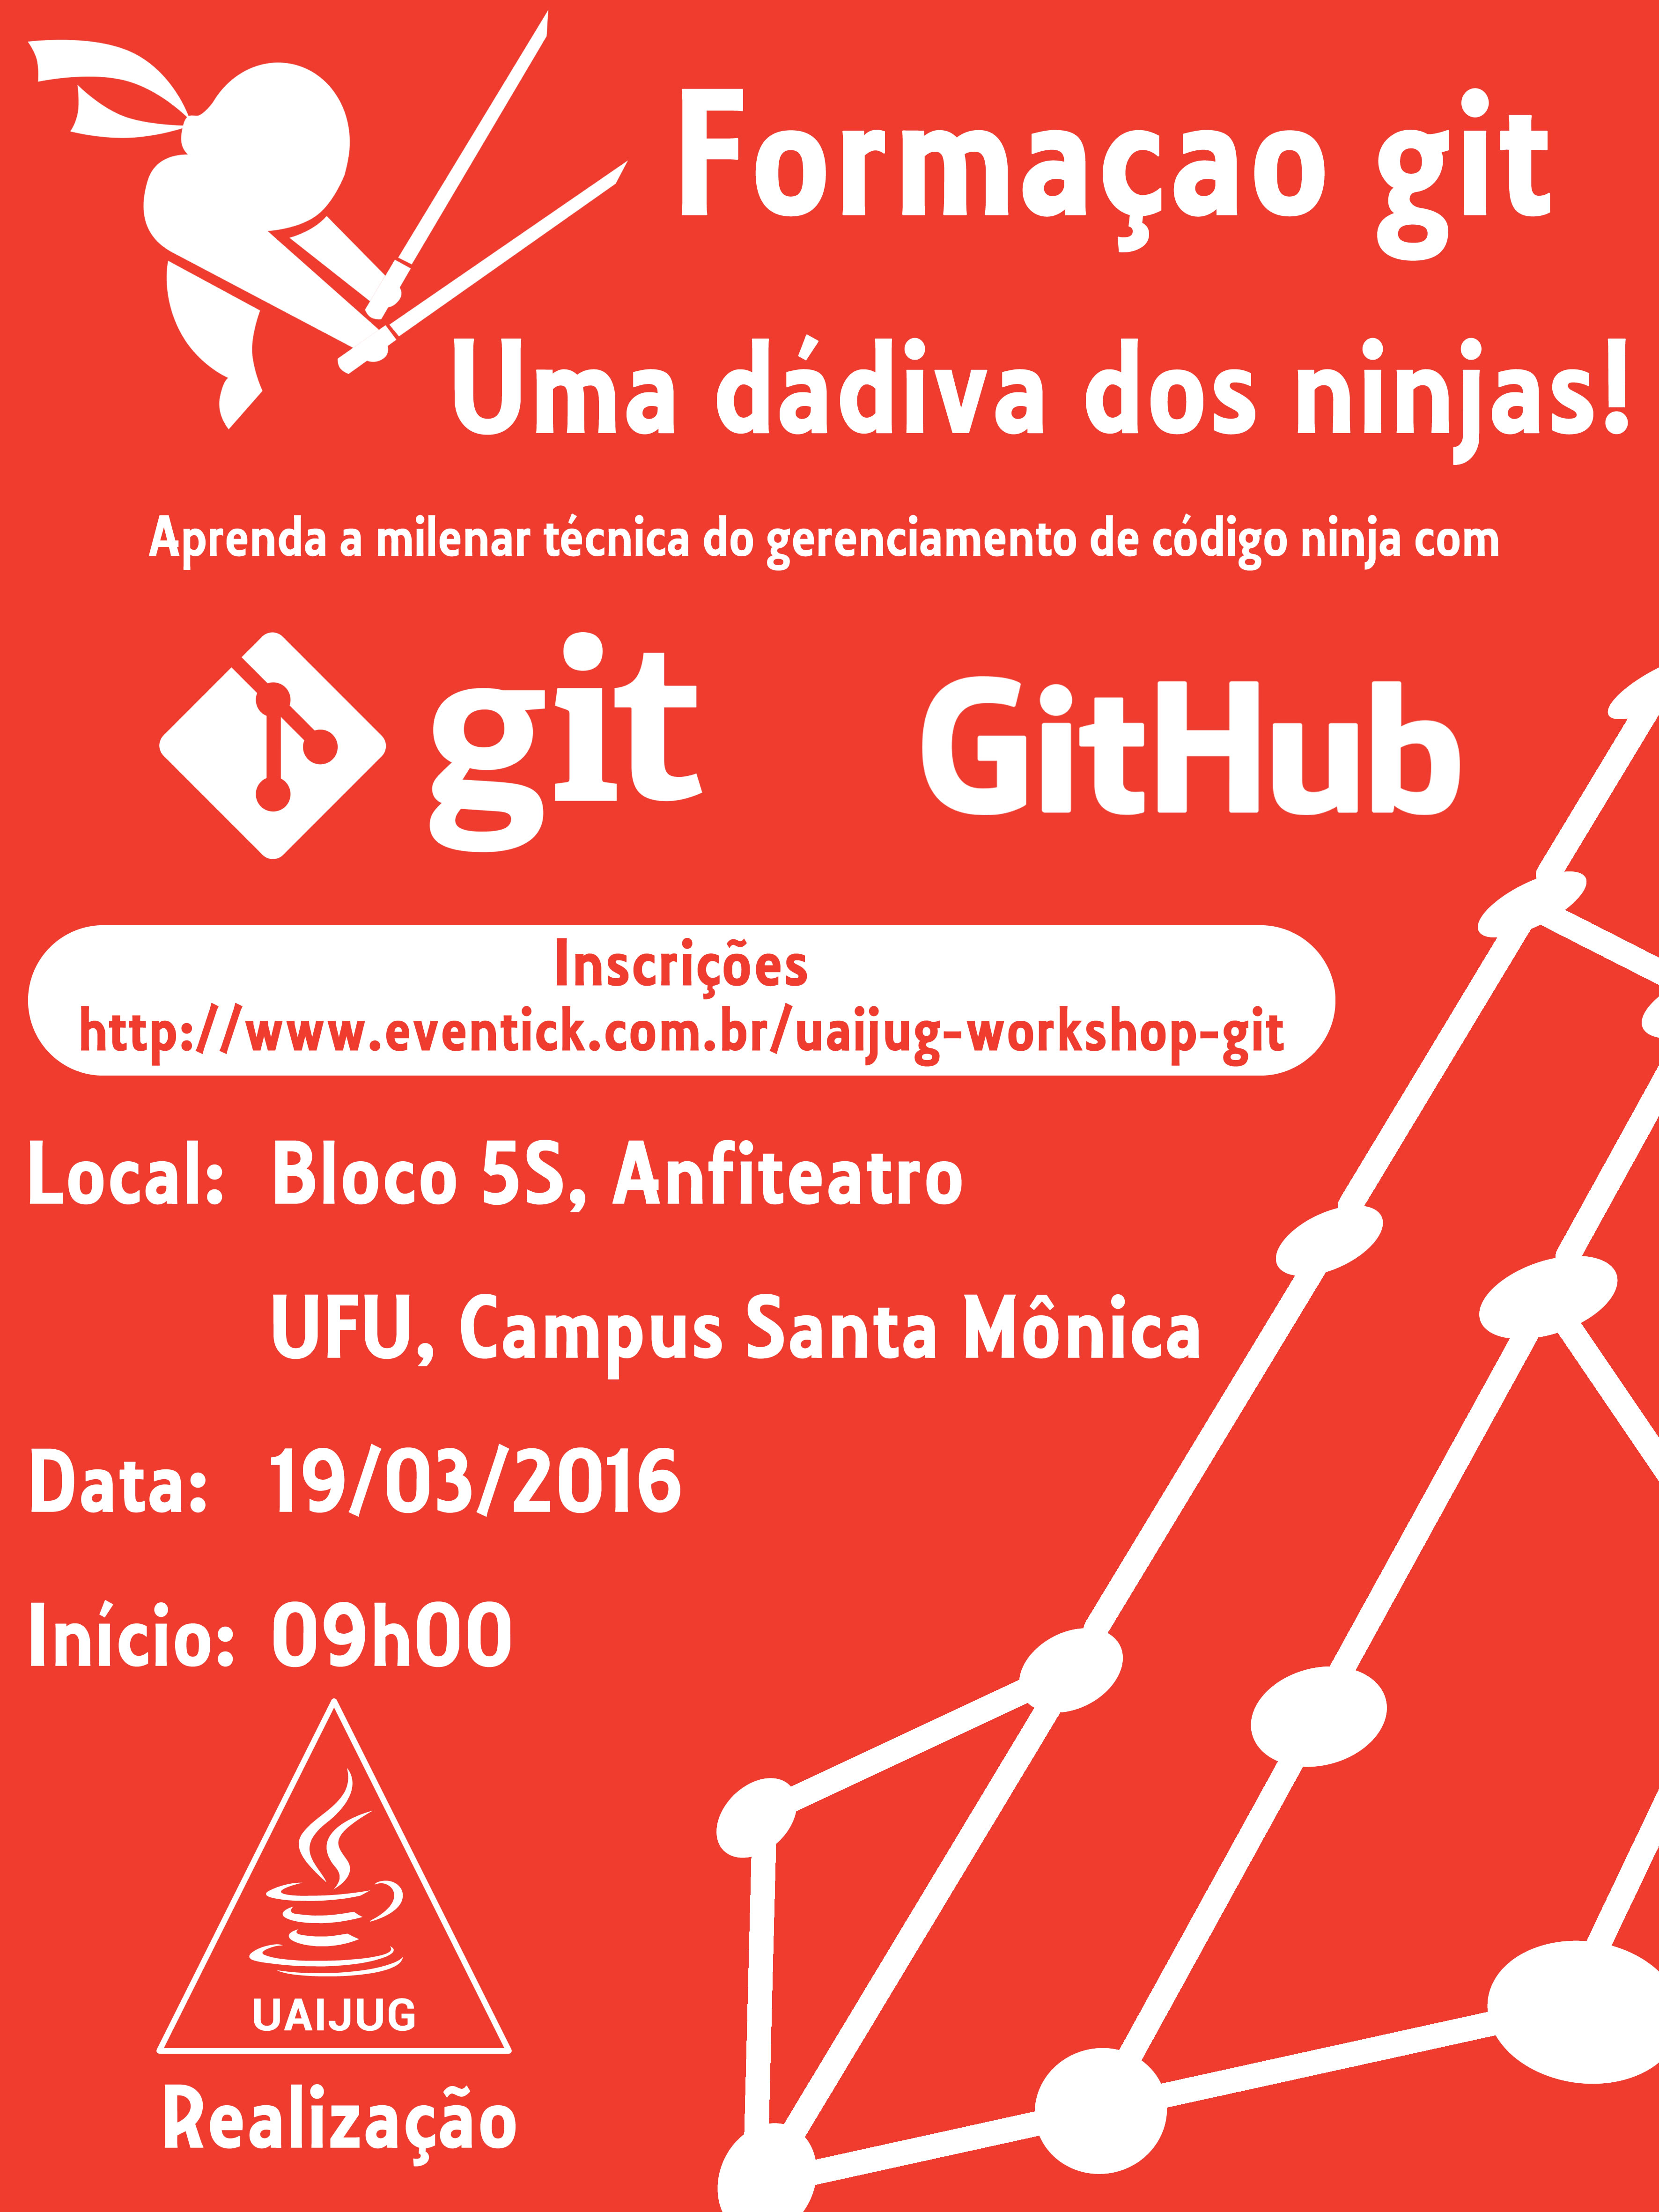 Formaçao git
Uma dádiva dos ninjas!
Aprenda a milenar técnica do gerenciamento de código ninja com
git GitHub
Inscrições
http://www.eventick.com.br/uaijug-workshop-git
Local: Bloco 5S, Anfiteatro
UFU, Campus Santa Mônica
Data: 19/03/2016
Início: 09h00
UAIJUG
Realização